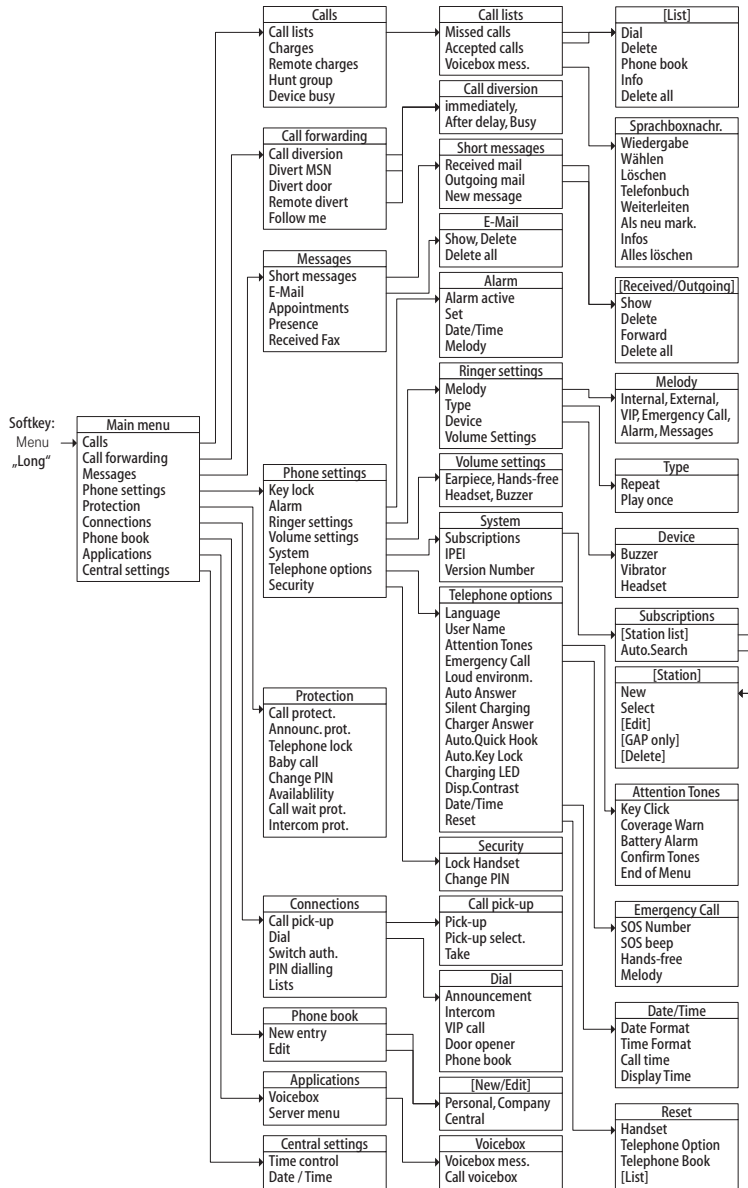 Softkey:
Menu
„Long“
Main menu
Calls
Call forwarding
Messages
Phone settings
Protection
Connections
Phone book
Applications
Central settings
Calls
Call lists
Charges
Remote charges
Hunt group
Device busy
Call forwarding
Call diversion
Divert MSN
Divert door
Remote divert
Follow me
Messages
Short messages
E-Mail
Appointments
Presence
Received Fax
Phone settings
Key lock
Alarm
Ringer settings
Volume settings
System
Telephone options
Security
Protection
Call protect.
Announc. prot.
Telephone lock
Baby call
Change PIN
Availablility
Call wait prot.
Intercom prot.
Connections
Call pick-up
Dial
Switch auth.
PIN dialling
Lists
Phone book
New entry
Edit
Applications
Voicebox
Server menu
Central settings
Time control
Date / Time
Call lists
Missed calls
Accepted calls
Voicebox mess.
Call diversion
immediately,
After delay, Busy
Short messages
Received mail
Outgoing mail
New message
E-Mail
Show, Delete
Delete all
Alarm
Alarm active
Set
Date/Time
Melody
Ringer settings
Melody
Type
Device
Volume Settings
Volume settings
Earpiece, Hands-free
Headset, Buzzer
System
Subscriptions
IPEI
Version Number
Telephone options
Language
User Name
Attention Tones
Emergency Call
Loud environm.
Auto Answer
Silent Charging
Charger Answer
Auto.Quick Hook
Auto.Key Lock
Charging LED
Disp.Contrast
Date/Time
Reset
Security
Lock Handset
Change PIN
Call pick-up
Pick-up
Pick-up select.
Take
Dial
Announcement
Intercom
VIP call
Door opener
Phone book
[New/Edit]
Personal, Company
Central
Voicebox
Voicebox mess.
Call voicebox
[List]
Dial
Delete
Phone book
Info
Delete all
Sprachboxnachr.
Wiedergabe
Wählen
Löschen
Telefonbuch
Weiterleiten
Als neu mark.
Infos
Alles löschen
[Received/Outgoing]
Show
Delete
Forward
Delete all
Melody
Internal, External,
VIP, Emergency Call,
Alarm, Messages
Type
Repeat
Play once
Device
Buzzer
Vibrator
Headset
Subscriptions
[Station list]
Auto.Search
[Station]
New
Select
[Edit]
[GAP only]
[Delete]
Attention Tones
Key Click
Coverage Warn
Battery Alarm
Confirm Tones
End of Menu
Emergency Call
SOS Number
SOS beep
Hands-free
Melody
Date/Time
Date Format
Time Format
Call time
Display Time
Reset
Handset
Telephone Option
Telephone Book
[List]